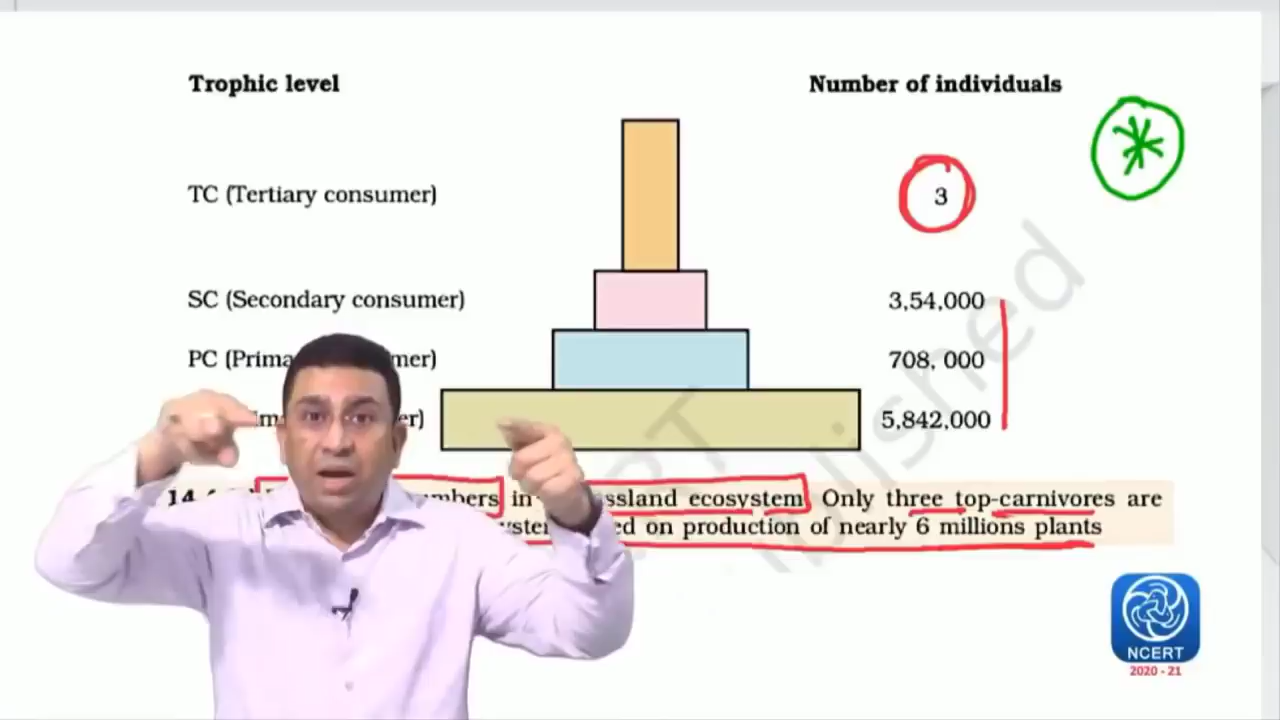 Trophic level Number of individuals
TC (Tertiary consumer) 3
SC (Secondary consumer) 3,54,000
PC (Prima mer) 708, 000
er) 5,842,000
14. mbers in ssland ecosystem Only three top-carnivores are
on production of nearly 6 millions plants
NCERT
2020 - 21